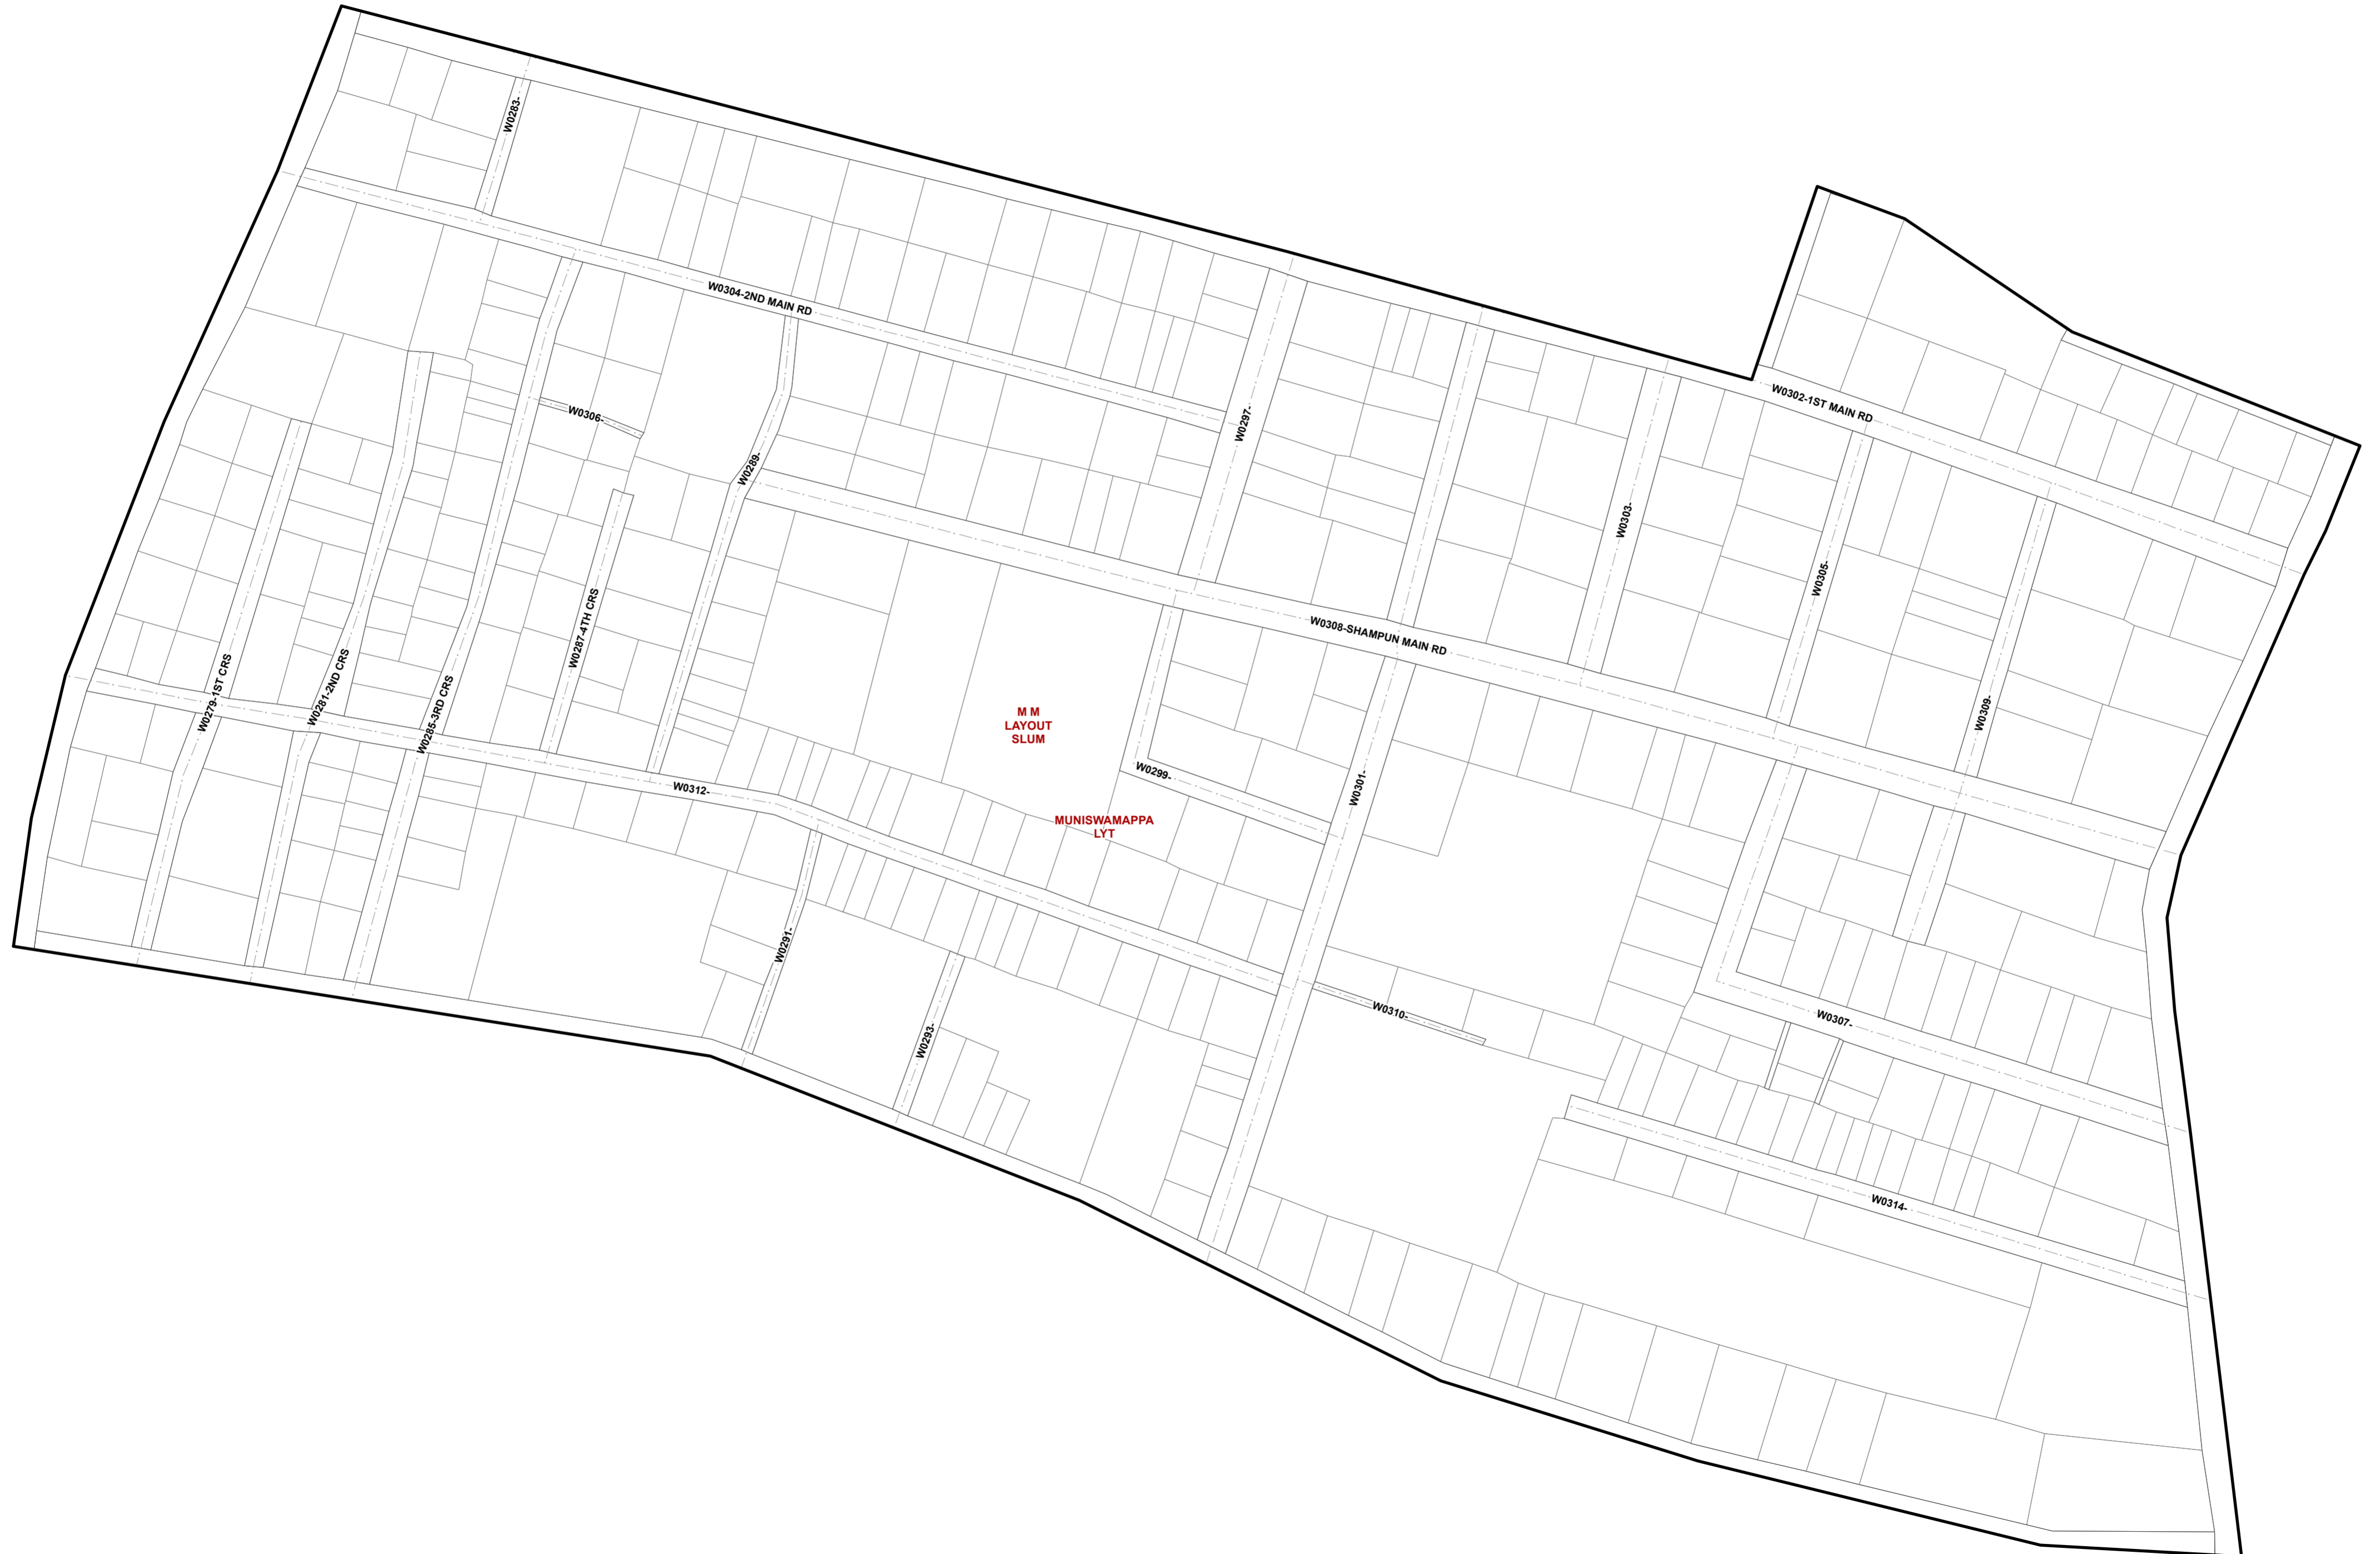 W0283-
W0304-2ND MAIN RD
W0302-1ST MAIN RD
W0306-
W0297-
W0289-
W0303-
W0305-
W0287-4TH CRS
W0308-SHAMPUN MAIN RD
W0279-1ST CRS
W0281-2ND CRS
W0285-3RD CRS
M M
LAYOUT
SLUM
W0309-
W0299-
W0312-
W0301-
MUNISWAMAPPA
LYT
W0291-
W0293-
W0310-
W0307-
W0314-